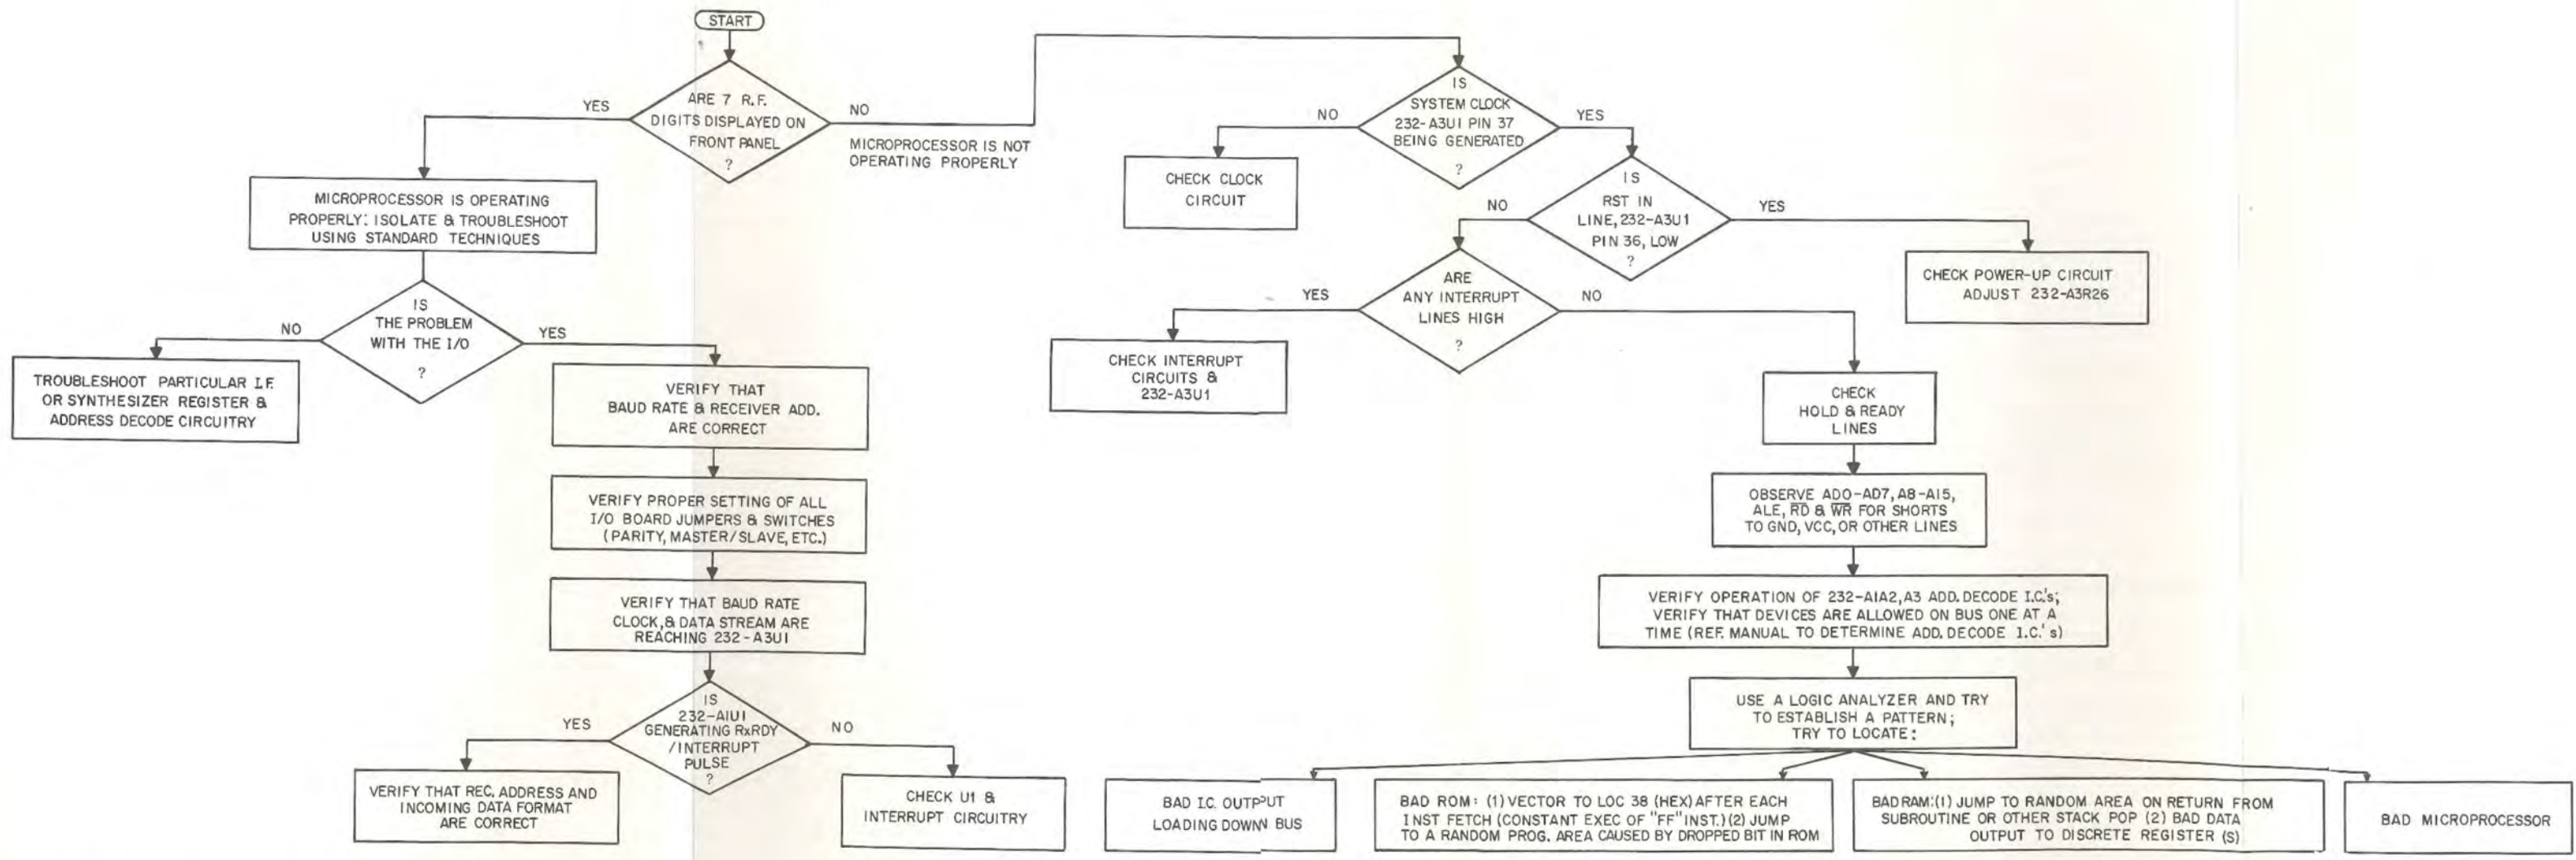 START
ARE 7 R.F.
DIGITS DISPLAYED ON
FRONT PANEL
?
YES
NO
MICROPROCESSOR IS NOT
OPERATING PROPERLY
MICROPROCESSOR IS OPERATING
PROPERLY: ISOLATE & TROUBLESHOOT
USING STANDARD TECHNIQUES
IS
THE PROBLEM
WITH THE I/O
?
NO
YES
TROUBLESHOOT PARTICULAR I.F.
OR SYNTHESIZER REGISTER &
ADDRESS DECODE CIRCUITRY
VERIFY THAT
BAUD RATE & RECEIVER ADD.
ARE CORRECT
VERIFY PROPER SETTING OF ALL
I/O BOARD JUMPERS & SWITCHES
(PARITY, MASTER/SLAVE, ETC.)
VERIFY THAT BAUD RATE
CLOCK, & DATA STREAM ARE
REACHING 232-A3U1
IS
232-A1U1
GENERATING RxRDY
/INTERRUPT
PULSE
?
YES
NO
VERIFY THAT REC. ADDRESS AND
INCOMING DATA FORMAT
ARE CORRECT
CHECK U1 &
INTERRUPT CIRCUITRY
IS
SYSTEM CLOCK
232-A3U1 PIN 37
BEING GENERATED
?
NO
YES
CHECK CLOCK
CIRCUIT
IS
RST IN
LINE, 232-A3U1
PIN 36, LOW
?
NO
YES
CHECK POWER-UP CIRCUIT
ADJUST 232-A3R26
ARE
ANY INTERRUPT
LINES HIGH
?
YES
NO
CHECK INTERRUPT
CIRCUITS &
232-A3U1
CHECK
HOLD & READY
LINES
OBSERVE ADO-AD7, A8-A15,
ALE, R̅D̅ & W̅R̅ FOR SHORTS
TO GND, VCC, OR OTHER LINES
VERIFY OPERATION OF 232-A1A2, A3 ADD. DECODE I.C.'s;
VERIFY THAT DEVICES ARE ALLOWED ON BUS ONE AT A
TIME (REF. MANUAL TO DETERMINE ADD. DECODE I.C.'s)
USE A LOGIC ANALYZER AND TRY
TO ESTABLISH A PATTERN;
TRY TO LOCATE:
BAD I.C. OUTPUT
LOADING DOWN BUS
BAD ROM: (1) VECTOR TO LOC 38 (HEX) AFTER EACH
INST FETCH (CONSTANT EXEC OF "FF" INST.) (2) JUMP
TO A RANDOM PROG. AREA CAUSED BY DROPPED BIT IN ROM
BAD RAM: (1) JUMP TO RANDOM AREA ON RETURN FROM
SUBROUTINE OR OTHER STACK POP (2) BAD DATA
OUTPUT TO DISCRETE REGISTER (S)
BAD MICROPROCESSOR